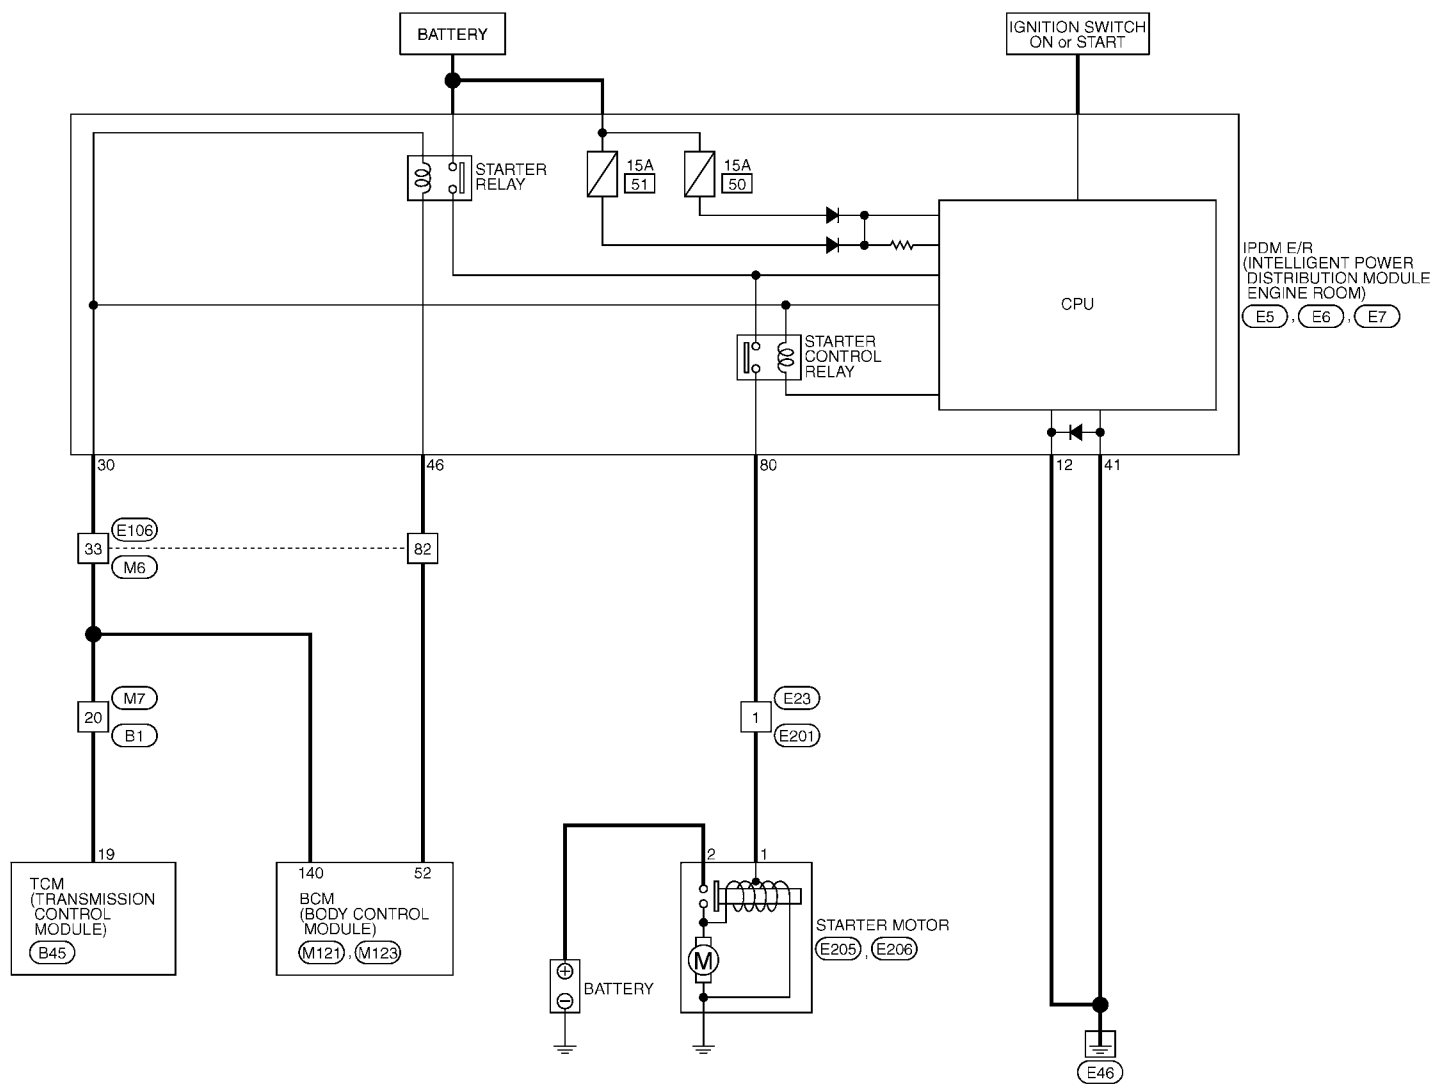 BATTERY
IGNITION SWITCH
ON or START
STARTER
RELAY
15A
51
15A
50
IPDM E/R
(INTELLIGENT POWER
DISTRIBUTION MODULE
ENGINE ROOM)
E5 , E6 , E7
CPU
STARTER
CONTROL
RELAY
30
46
80
12
41
E106
33
82
M6
M7
20
B1
E23
1
E201
19
140
52
2
1
TCM
(TRANSMISSION
CONTROL
MODULE)
B45
BCM
(BODY CONTROL
MODULE)
M121 , M123
STARTER MOTOR
E205 , E206
M
+
BATTERY
−
E46